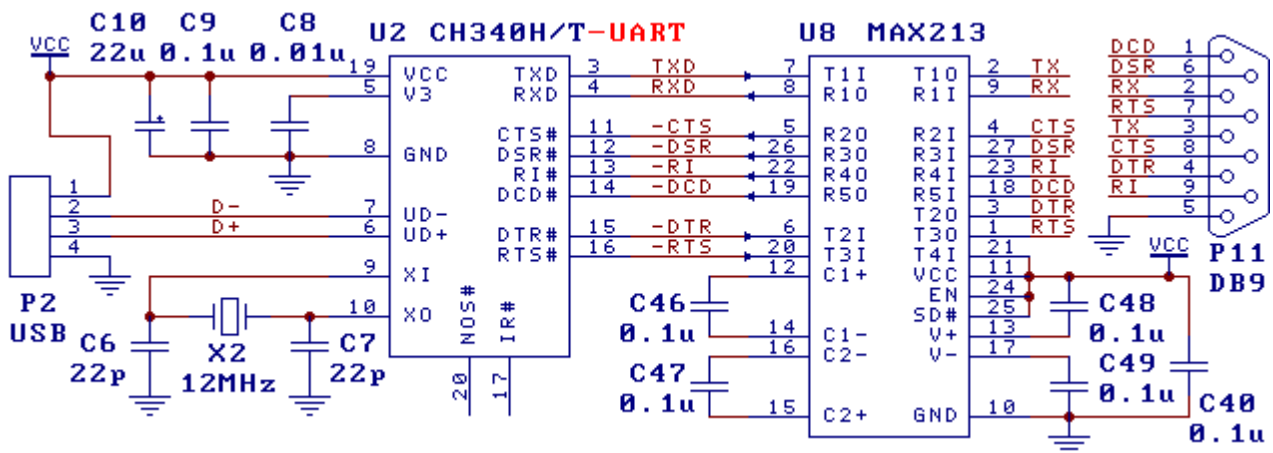 C10 C9 C8
22u 0.1u 0.01u
VCC
U2 CH340H/T-UART
U8 MAX213
19 VCC
5 V3
8 GND
7 UD-
6 UD+
9 XI
10 XO
TXD 3 TXD
RXD 4 RXD
CTS# 11 -CTS
DSR# 12 -DSR
RI# 13 -RI
DCD# 14 -DCD
DTR# 15 -DTR
RTS# 16 -RTS
NOS# 20
IR# 17
1
2 D-
3 D+
4
P2
USB
C6
22p
X2
12MHz
C7
22p
7 T1I
8 R1O
5 R2O
26 R3O
22 R4O
19 R5O
6 T2I
20 T3I
12 C1+
14 C1-
16 C2-
15 C2+
C46
0.1u
C47
0.1u
T1O 2 TX
R1I 9 RX
R2I 4 CTS
R3I 27 DSR
R4I 23 RI
R5I 18 DCD
T2O 3 DTR
T3O 1 RTS
T4I 21
VCC 11
EN 24
SD# 25
V+ 13
V- 17
GND 10
C48
0.1u
C49
0.1u
C40
0.1u
VCC
DCD 1
DSR 6
RX 2
RTS 7
TX 3
CTS 8
DTR 4
RI 9
5
P11
DB9